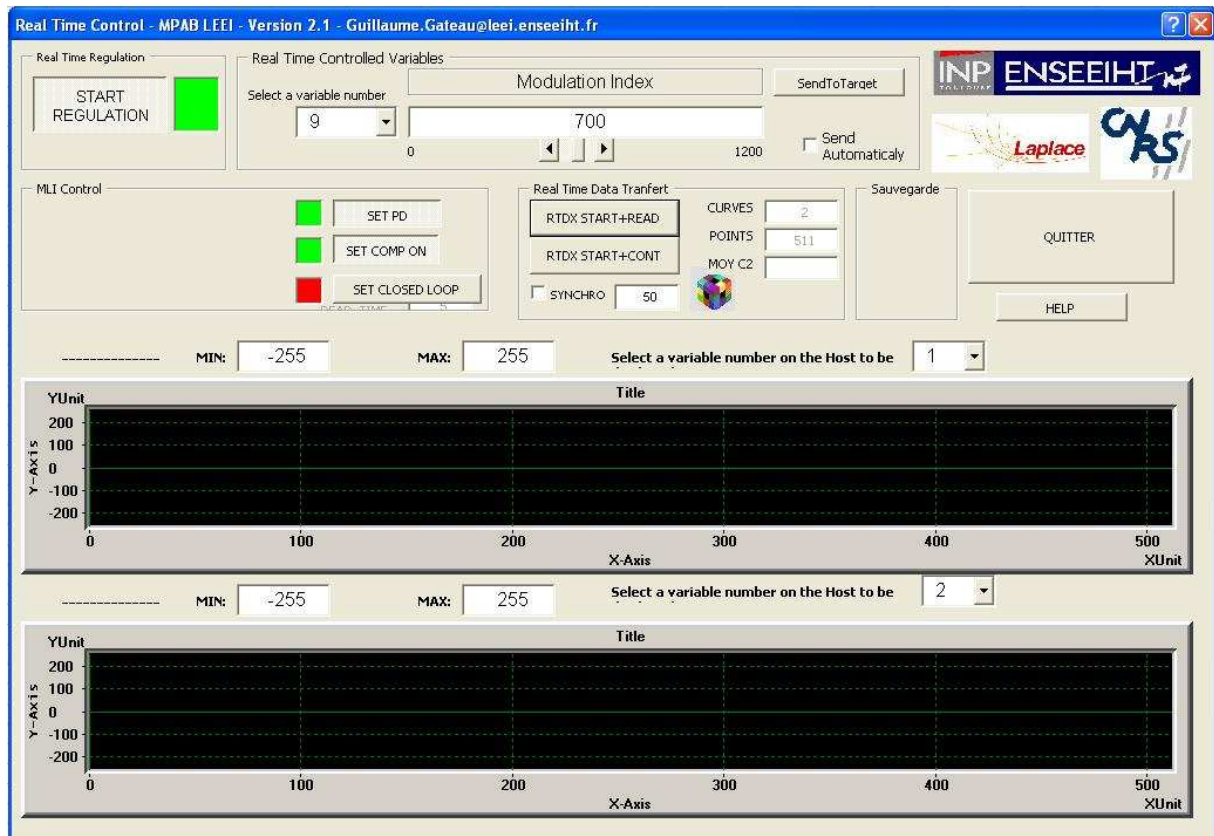 Real Time Control - MPAB LEEI - Version 2.1 - Guillaume.Gateau@leei.enseeiht.fr
Real Time Regulation
START
REGULATION
Real Time Controlled Variables
Select a variable number
9
Modulation Index
700
0
1200
SendToTarget
Send
Automaticaly
INP ENSEEIHT
TOULOUSE
Laplace
CNRS
MLI Control
SET PD
SET COMP ON
SET CLOSED LOOP
DEAD TIME 5
Real Time Data Tranfert
RTDX START+READ
RTDX START+CONT
SYNCHRO 50
CURVES 2
POINTS 511
MOY C2
Sauvegarde
QUITTER
HELP
-------------- MIN: -255 MAX: 255 Select a variable number on the Host to be 1
Title
YUnit
200
100
0
-100
-200
Y-Axis
0 100 200 300 400 500
X-Axis
XUnit
-------------- MIN: -255 MAX: 255 Select a variable number on the Host to be 2
Title
YUnit
200
100
0
-100
-200
Y-Axis
0 100 200 300 400 500
X-Axis
XUnit